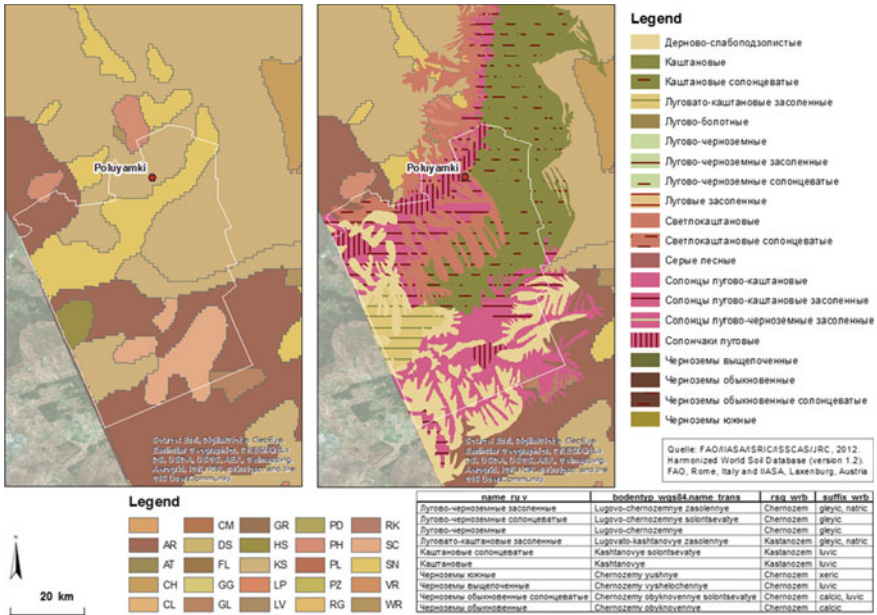 Poluyamki
Poluyamki
Legend
Дерново-слабоподзолистые
Каштановые
Каштановые солонцеватые
Луговато-каштановые засоленные
Лугово-болотные
Лугово-черноземные
Лугово-черноземные засоленные
Лугово-черноземные солонцеватые
Луговые засоленные
Светлокаштановые
Светлокаштановые солонцеватые
Серые лесные
Солонцы лугово-каштановые
Солонцы лугово-каштановые засоленные
Солонцы лугово-черноземные засоленные
Солончаки луговые
Черноземы выщелоченные
Черноземы обыкновенные
Черноземы обыкновенные солонцеватые
Черноземы южные
Quelle: FAO/IIASA/ISRIC/ISSCAS/JRC, 2012.
Harmonized World Soil Database (version 1.2).
FAO, Rome, Italy and IIASA, Laxenburg, Austria
20 km
Legend
CM GR PD RK
AR DS HS PH SC
AT FL KS PL SN
CH GG LP PZ VR
CL GL LV RG WR
name_ru_v bodentyp_wgs84.name_trans rsg_wrb suffix_wrb
Лугово-черноземные засоленные Lugovo-chernozemnye zasolennye Chernozem gleyic, natric
Лугово-черноземные солонцеватые Lugovo-chernozemnye solontsevatye Chernozem gleyic, natric
Лугово-черноземные Lugovo-chernozemnye Chernozem gleyic
Луговато-каштановые засоленные Lugovato-kashtanovye zasolennye Kastanozem gleyic, natric
Каштановые солонцеватые Kashtanovye solontsevatye Kastanozem luvic
Каштановые Kashtanovye Kastanozem luvic
Черноземы южные Chernozemy yushnye Chernozem xeric
Черноземы выщелоченные Chernozemy vyshelochennye Chernozem luvic
Черноземы обыкновенные солонцеватые Chernozemy obyknovennye solontsevatye Chernozem calcic, luvic
Черноземы обыкновенные Chernozemy obyknovennye Chernozem calcic